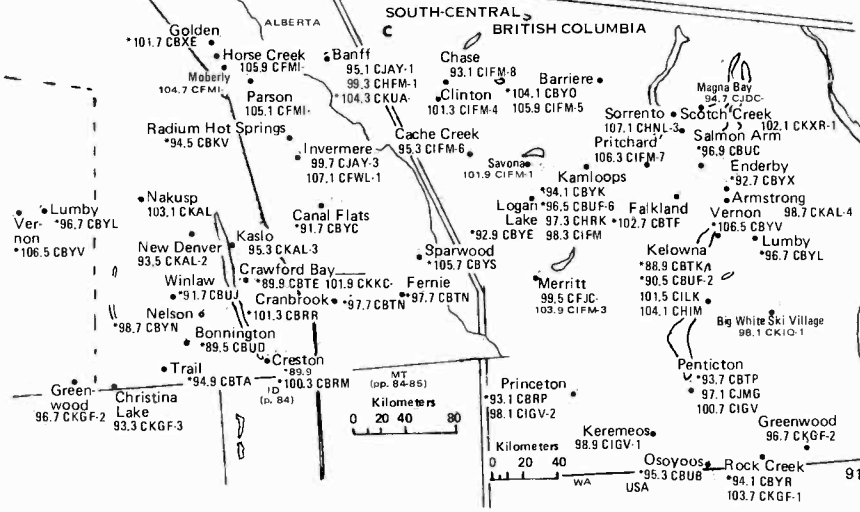 SOUTH-CENTRAL
BRITISH COLUMBIA
C
ALBERTA
Golden
*101.7 CBXE
Horse Creek
105.9 CFMI-
Moberly
104.7 CFMI-
Parson
105.1 CFMI-
Banff
95.1 CJAY-1
99.3 CHFM-1
*104.3 CKUA-
Radium Hot Springs
*94.5 CBKV
Invermere
99.7 CJAY-3
107.1 CFWL-1
Nakusp
103.1 CKAL
Canal Flats
*91.7 CBYC
Lumby
*96.7 CBYL
Ver-
non
*106.5 CBYV
New Denver
93.5 CKAL-2
Kaslo
95.3 CKAL-3
Crawford Bay
*89.9 CBTE 101.9 CKKC-
Winlaw
*91.7 CBUJ
Cranbrook
*101.3 CBRR
*97.7 CBTN
Sparwood
*105.7 CBYS
Fernie
*97.7 CBTN
Nelson
*98.7 CBYN
Bonnington
*89.5 CBUD
Creston
*89.9
*100.3 CBRM
Trail
*94.9 CBTA
ID
(p. 84)
MT
(pp. 84-85)
Green-
wood
96.7 CKGF-2
Christina
Lake
93.3 CKGF-3
Kilometers
0 20 40 80
Chase
93.1 CIFM-8
Clinton
101.3 CIFM-4
Barriere
*104.1 CBYO
105.9 CIFM-5
Cache Creek
95.3 CIFM-6
Savona
101.9 CIFM-1
Kamloops
*94.1 CBYK
*96.5 CBUF-6
97.3 CHRK
98.3 CIFM
Logan
Lake
*92.9 CBYE
Sorrento
107.1 CHNL-3
Pritchard
106.3 CIFM-7
Magna Bay
94.7 CJDC-
Scotch Creek
102.1 CKXR-1
Salmon Arm
*96.9 CBUC
Enderby
*92.7 CBYX
Armstrong
98.7 CKAL-4
Falkland
*102.7 CBTF
Vernon
*106.5 CBYV
Lumby
*96.7 CBYL
Kelowna
*88.9 CBTK
*90.5 CBUF-2
101.5 CILK
104.1 CHIM
Merritt
99.5 CFJC-
103.9 CIFM-3
Big White Ski Village
98.1 CKIQ-1
Penticton
*93.7 CBTP
97.1 CJMG
100.7 CIGV
Princeton
*93.1 CBRP
98.1 CIGV-2
Keremeos
98.9 CIGV-1
Greenwood
96.7 CKGF-2
Kilometers
0 20 40
Osoyoos
*95.3 CBUB
Rock Creek
*94.1 CBYR
103.7 CKGF-1
WA
USA
91